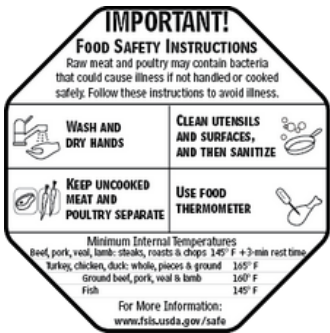 IMPORTANT!
FOOD SAFETY INSTRUCTIONS
Raw meat and poultry may contain bacteria
that could cause illness if not handled or cooked
safely. Follow these instructions to avoid illness.
WASH AND
DRY HANDS
CLEAN UTENSILS
AND SURFACES,
AND THEN SANITIZE
KEEP UNCOOKED
MEAT AND
POULTRY SEPARATE
USE FOOD
THERMOMETER
Minimum Internal Temperatures
Beef, pork, veal, lamb: steaks, roasts & chops 145° F +3-min rest time
Turkey, chicken, duck: whole, pieces & ground 165° F
Ground beef, pork, veal & lamb 160° F
Fish 145° F
For More Information:
www.fsis.usda.gov/safe